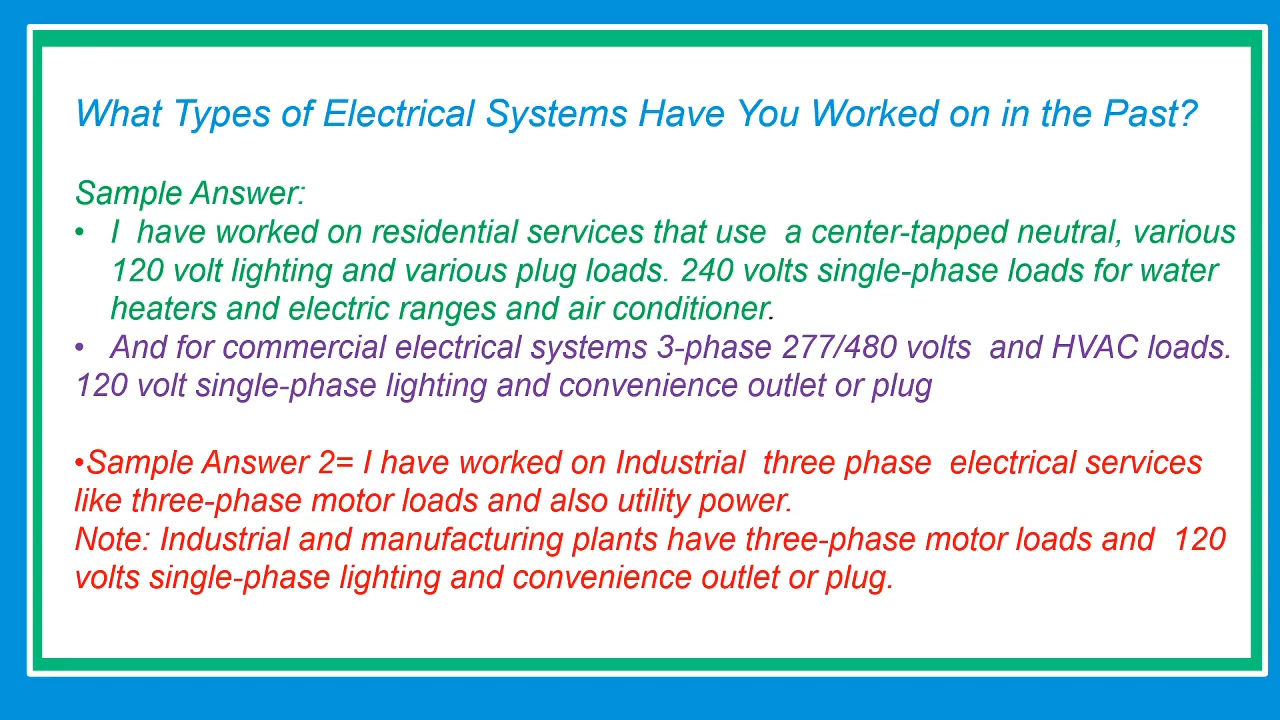 What Types of Electrical Systems Have You Worked on in the Past?
Sample Answer:
• I  have worked on residential services that use  a center-tapped neutral, various
120 volt lighting and various plug loads. 240 volts single-phase loads for water
heaters and electric ranges and air conditioner.
• And for commercial electrical systems 3-phase 277/480 volts  and HVAC loads.
120 volt single-phase lighting and convenience outlet or plug
•Sample Answer 2= I have worked on Industrial  three phase  electrical services
like three-phase motor loads and also utility power.
Note: Industrial and manufacturing plants have three-phase motor loads and  120
volts single-phase lighting and convenience outlet or plug.